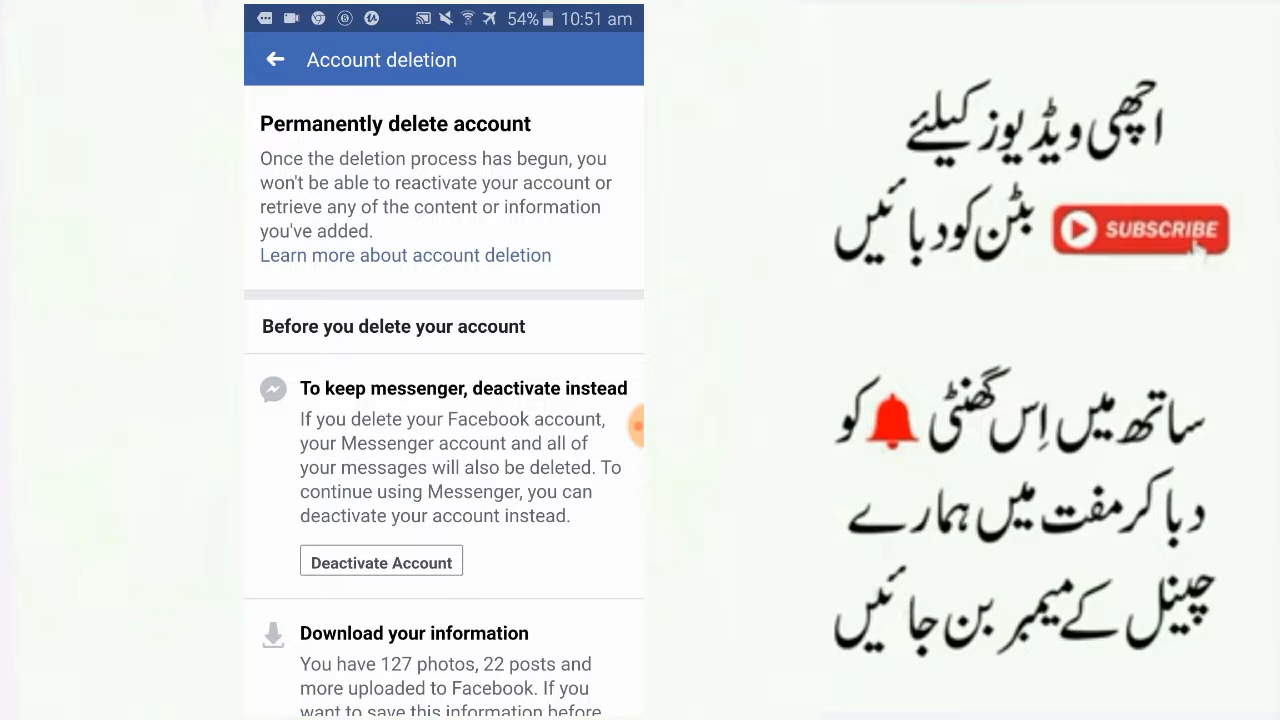 54% 10:51 am
Account deletion
Permanently delete account
Once the deletion process has begun, you
won't be able to reactivate your account or
retrieve any of the content or information
you've added.
Learn more about account deletion
Before you delete your account
To keep messenger, deactivate instead
If you delete your Facebook account,
your Messenger account and all of
your messages will also be deleted. To
continue using Messenger, you can
deactivate your account instead.
Deactivate Account
Download your information
You have 127 photos, 22 posts and
more uploaded to Facebook. If you
want to save this information before
اچھی ویڈیوز کیلئے
SUBSCRIBE بٹن کو دبائیں
ساتھ میں اِس گھنٹی کو
دبا کر مفت میں ہمارے
چینل کے میمبر بن جائیں